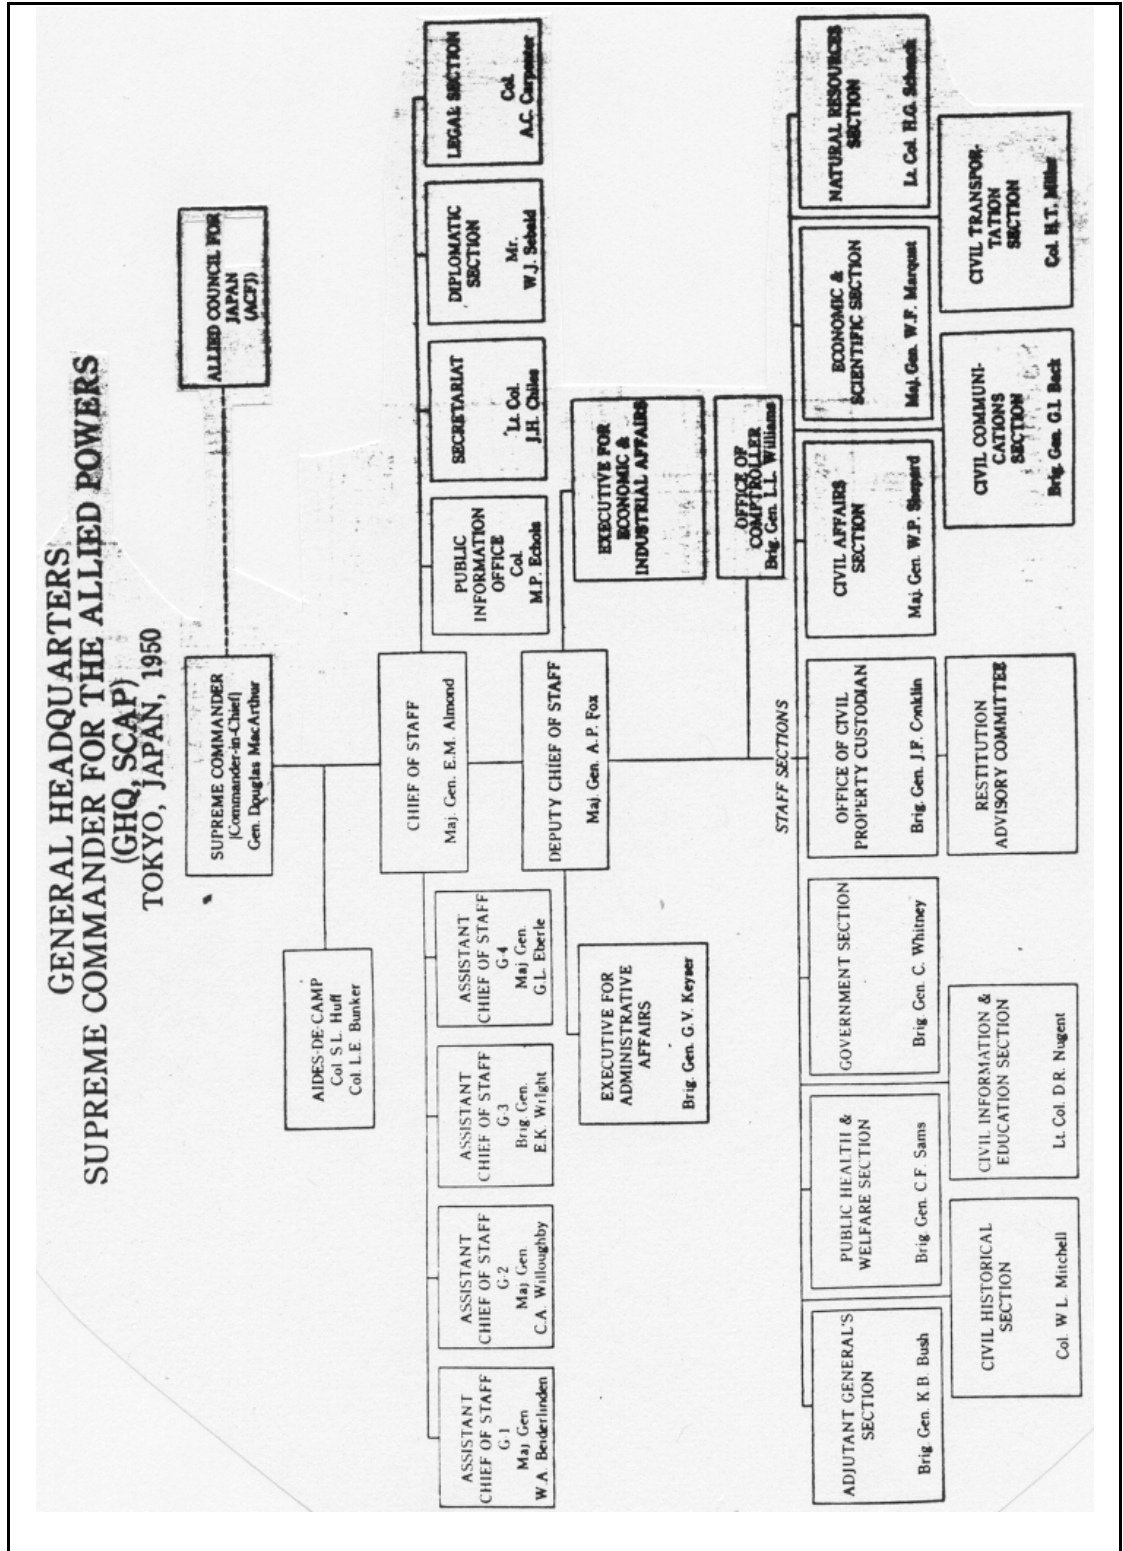 GENERAL HEADQUARTERS
SUPREME COMMANDER FOR THE ALLIED POWERS
(GHQ, SCAP)
TOKYO, JAPAN, 1950
SUPREME COMMANDER
[Commander-in-Chief]
Gen. Douglas MacArthur
ALLIED COUNCIL FOR
JAPAN
(ACFJ)
AIDES-DE-CAMP
Col S.L. Huff
Col. L.E. Bunker
CHIEF OF STAFF
Maj. Gen. E.M. Almond
ASSISTANT
CHIEF OF STAFF
G-1
Maj Gen
W.A. Beiderlinden
ASSISTANT
CHIEF OF STAFF
G-2
Maj Gen.
C.A. Willoughby
ASSISTANT
CHIEF OF STAFF
G-3
Brig. Gen.
E.K. Wright
ASSISTANT
CHIEF OF STAFF
G-4
Maj Gen.
G.L. Eberle
PUBLIC
INFORMATION
OFFICE
Col.
M.P. Echols
SECRETARIAT
Lt. Col.
J.H. Chiles
DIPLOMATIC
SECTION
Mr.
W.J. Sebald
LEGAL SECTION
Col.
A.C. Carpenter
DEPUTY CHIEF OF STAFF
Maj. Gen. A.P. Fox
EXECUTIVE FOR
ADMINISTRATIVE
AFFAIRS
Brig. Gen. G.V. Keyser
EXECUTIVE FOR
ECONOMIC &
INDUSTRIAL AFFAIRS
OFFICE OF
COMPTROLLER
Brig. Gen. L.L. Williams
STAFF SECTIONS
ADJUTANT GENERAL'S
SECTION
Brig. Gen. K.B. Bush
PUBLIC HEALTH &
WELFARE SECTION
Brig. Gen. C.F. Sams
GOVERNMENT SECTION
Brig. Gen. C. Whitney
OFFICE OF CIVIL
PROPERTY CUSTODIAN
Brig. Gen. J.F. Conklin
CIVIL AFFAIRS
SECTION
Maj. Gen. W.P. Shepard
ECONOMIC &
SCIENTIFIC SECTION
Maj. Gen. W.F. Marquat
NATURAL RESOURCES
SECTION
Lt. Col. H.G. Schenck
CIVIL HISTORICAL
SECTION
Col. W.L. Mitchell
CIVIL INFORMATION &
EDUCATION SECTION
Lt. Col. D.R. Nugent
RESTITUTION
ADVISORY COMMITTEE
CIVIL COMMUNI-
CATIONS
SECTION
Brig. Gen. G.I. Back
CIVIL TRANSPOR-
TATION
SECTION
Col. H.T. Miller